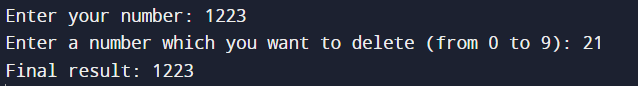 Enter your number: 1223
Enter a number which you want to delete (from 0 to 9): 21
Final result: 1223